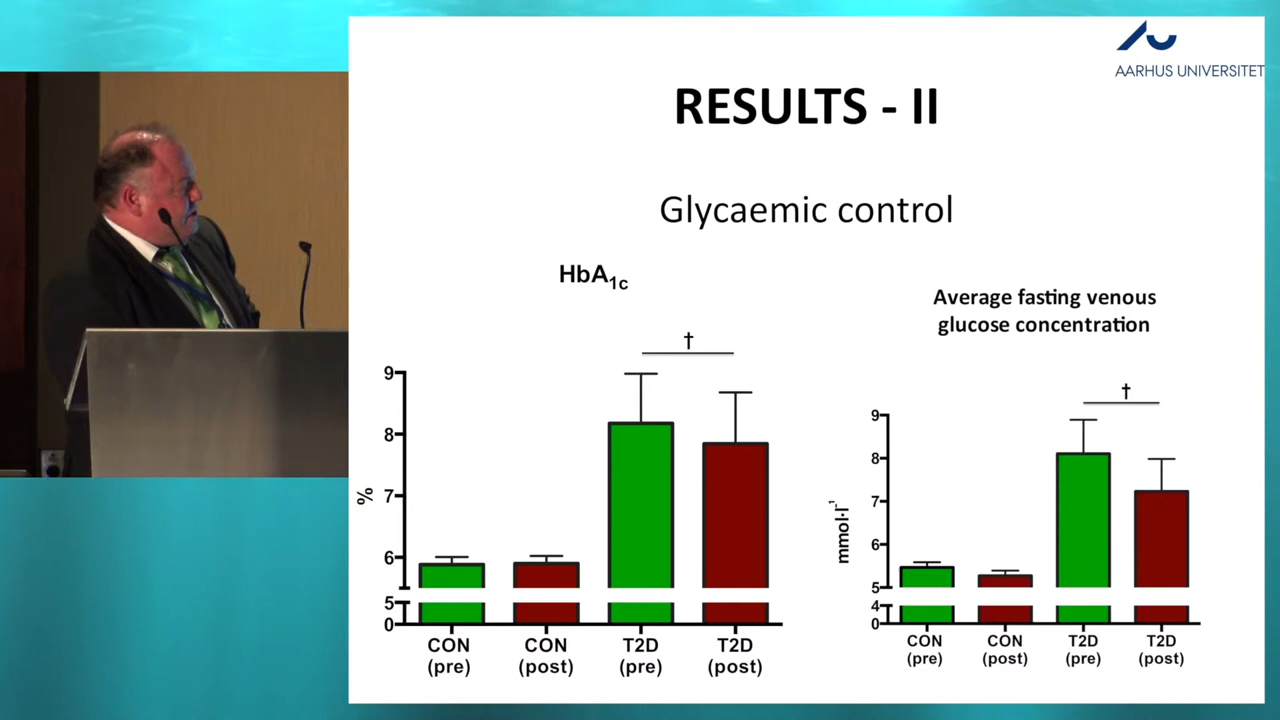 AARHUS UNIVERSITET
RESULTS - II
Glycaemic control
HbA1c
†
9
8
7
6
5
0
%
CON
(pre)
CON
(post)
T2D
(pre)
T2D
(post)
Average fasting venous
glucose concentration
†
9
8
7
6
5
4
0
mmol·l⁻¹
CON
(pre)
CON
(post)
T2D
(pre)
T2D
(post)